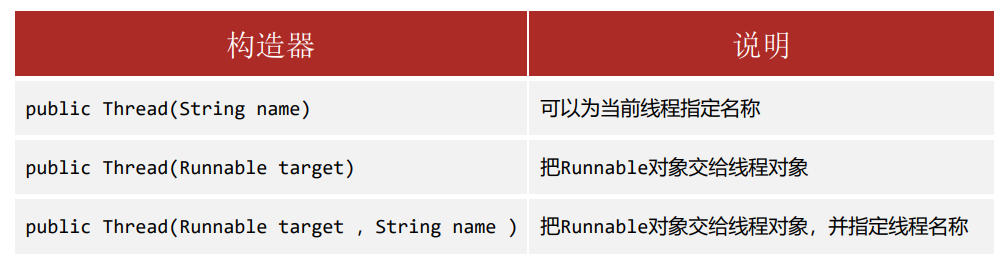 构造器 说明
public Thread(String name) 可以为当前线程指定名称
public Thread(Runnable target) 把Runnable对象交给线程对象
public Thread(Runnable target , String name ) 把Runnable对象交给线程对象，并指定线程名称